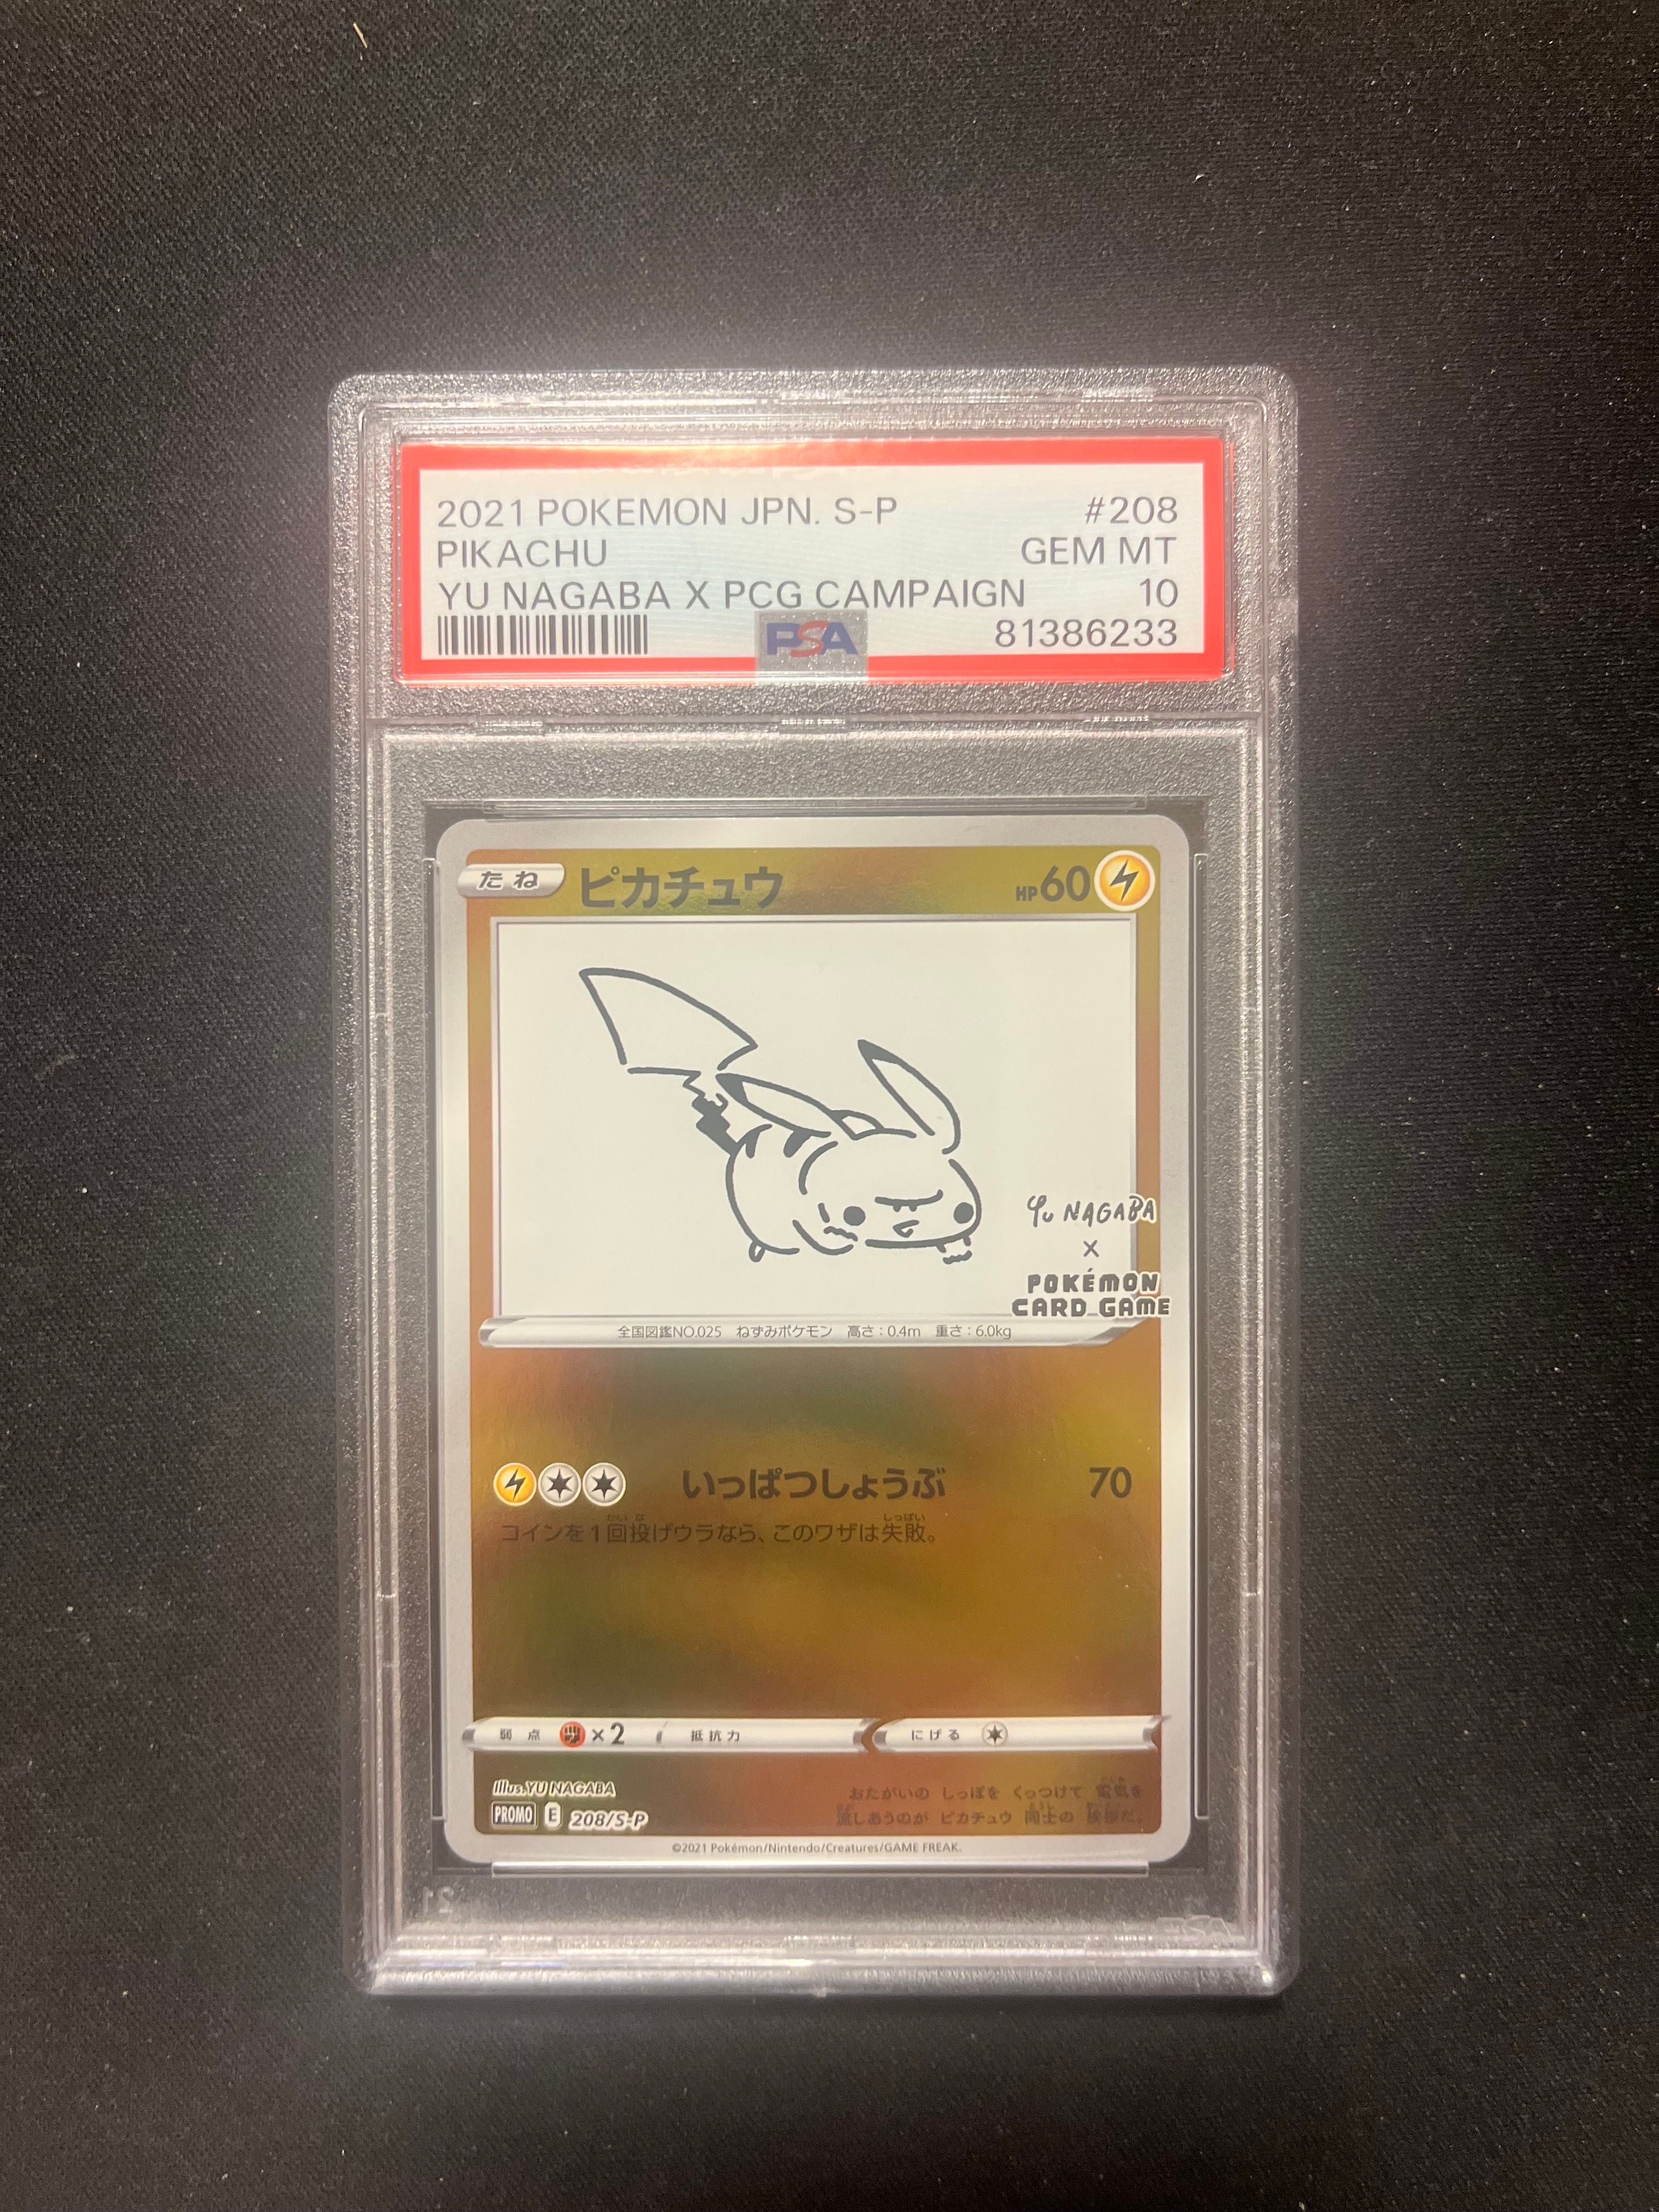 2021 POKEMON JPN. S-P #208
PIKACHU GEM MT
YU NAGABA X PCG CAMPAIGN 10
PSA 81386233
たね ピカチュウ HP60
YU NAGABA
X
POKÉMON
CARD GAME
全国図鑑NO.025 ねずみポケモン 高さ:0.4m 重さ:6.0kg
いっぱつしょうぶ 70
コインを1回投げウラなら、このワザは失敗。
弱点 ×2 抵抗力 にげる
Illus.YU NAGABA
おたがいの しっぽを くっつけて 電気を
流しあうのが ピカチュウ 同士の 挨拶だ。
PROMO E 208/S-P
©2021 Pokémon/Nintendo/Creatures/GAME FREAK.